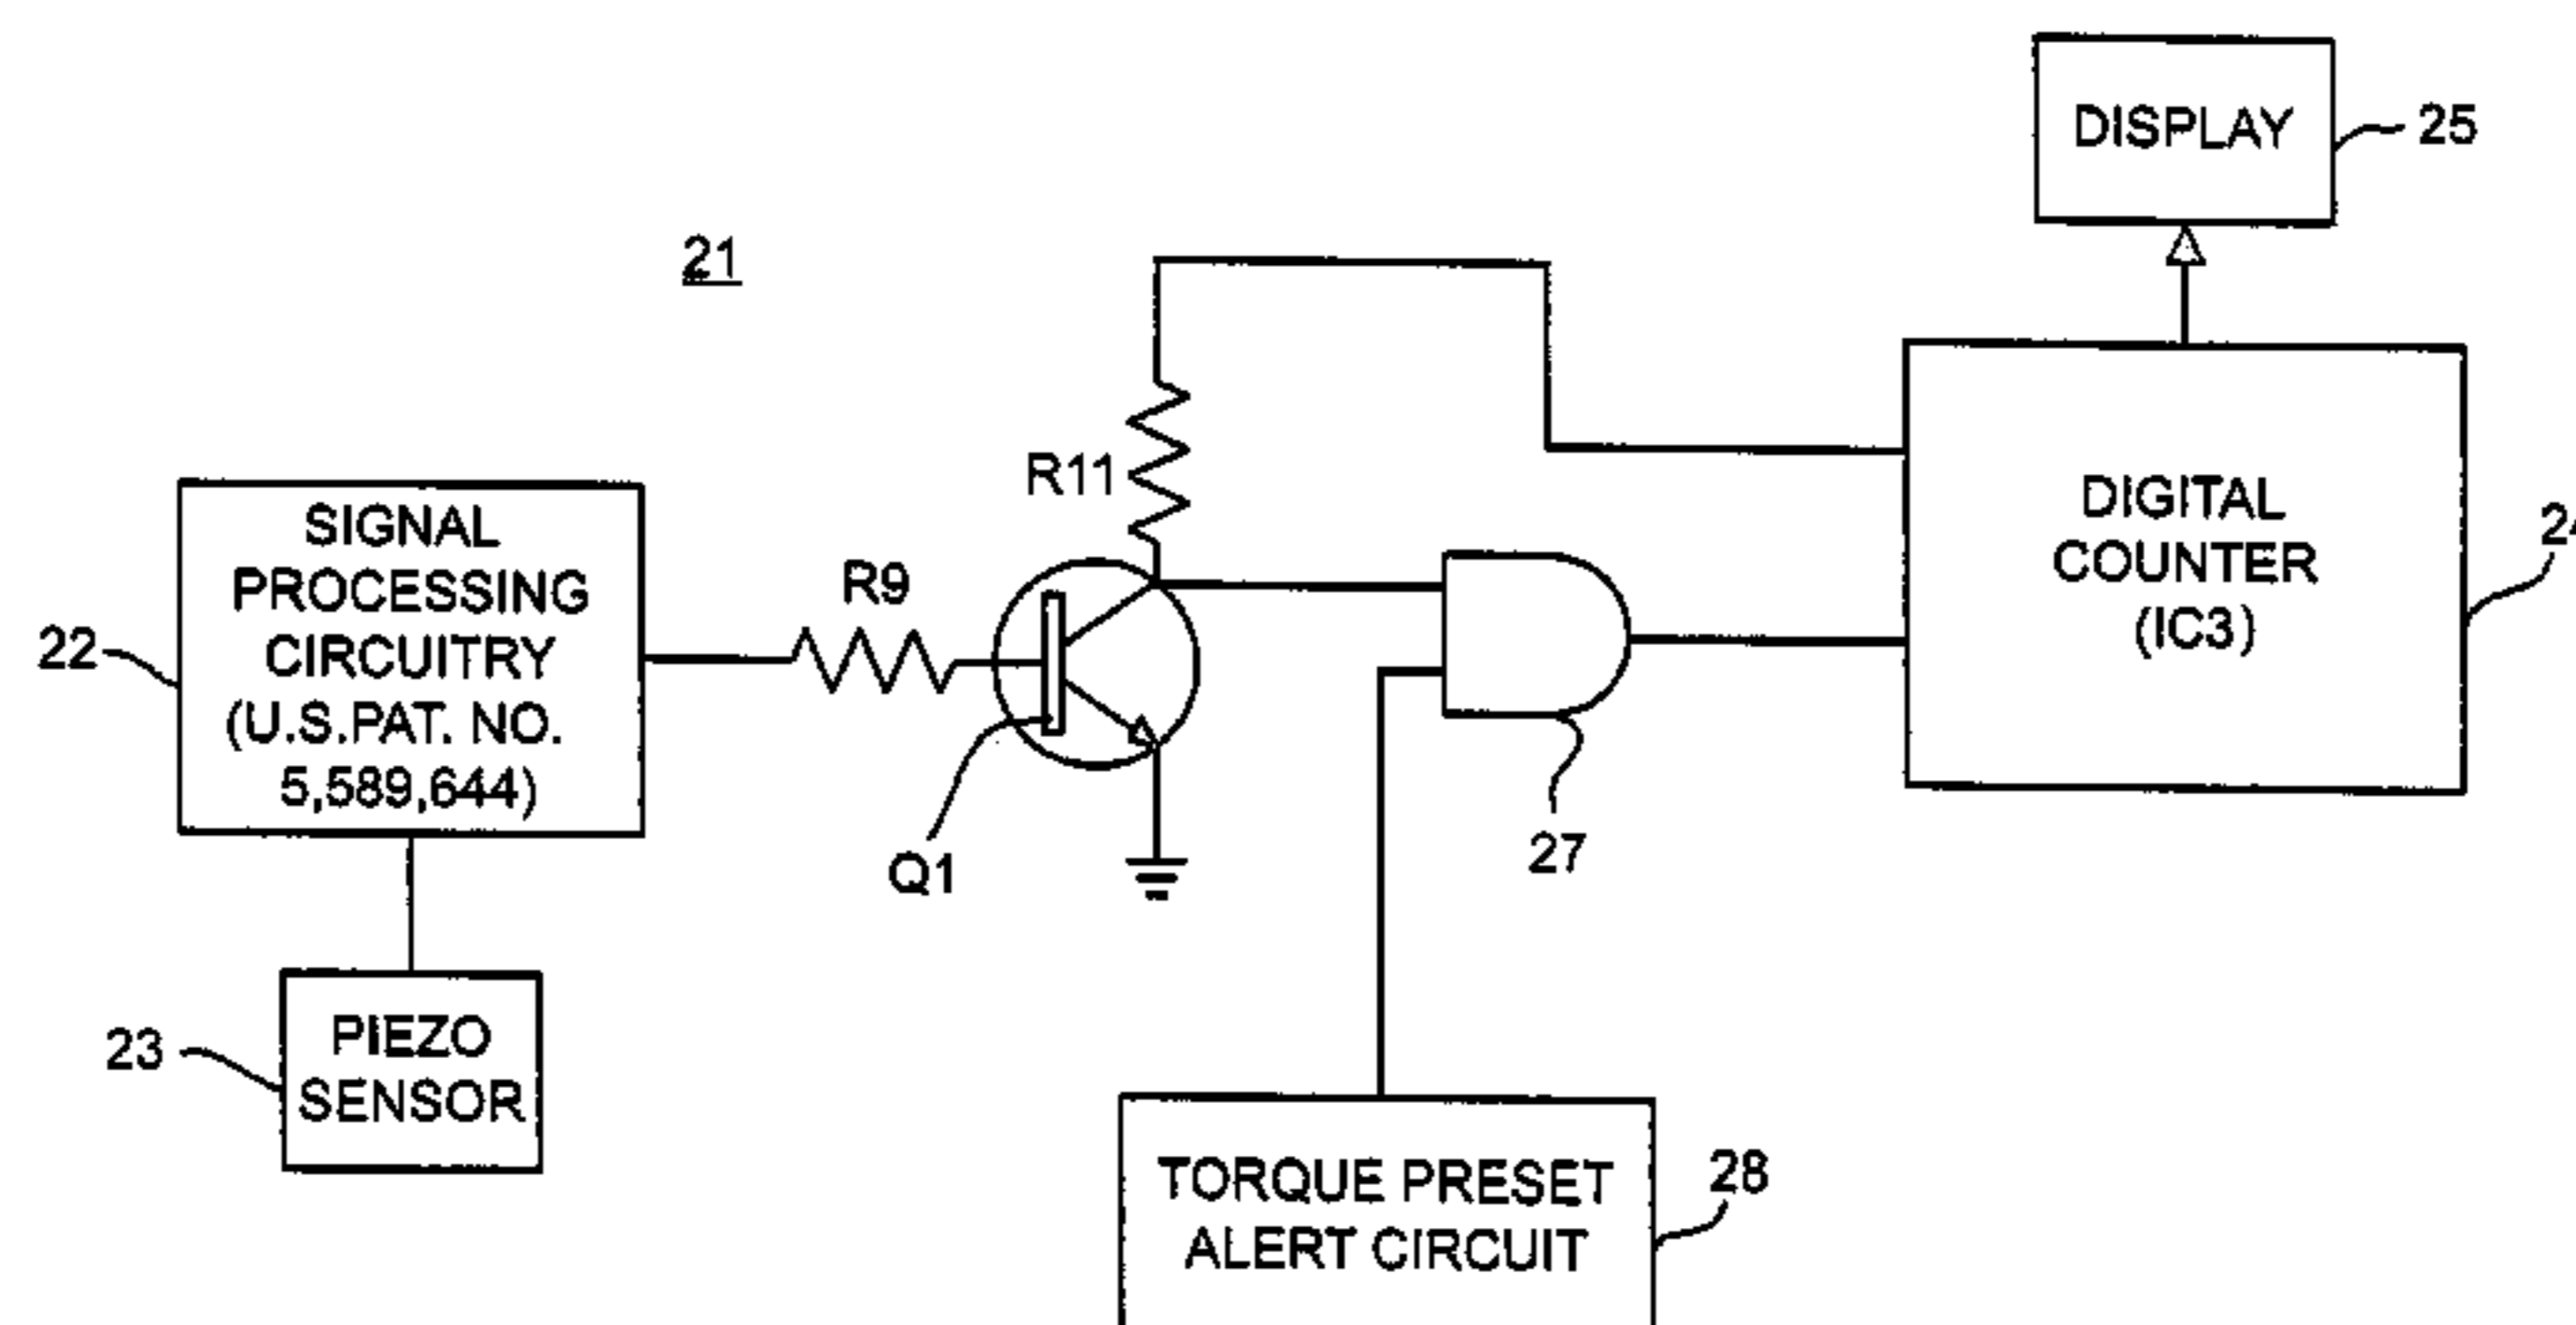 DISPLAY
25
21
R11
SIGNAL
PROCESSING
CIRCUITRY
(U.S.PAT. NO.
5,589,644)
22
R9
DIGITAL
COUNTER
(IC3)
Q1
27
PIEZO
SENSOR
23
TORQUE PRESET
ALERT CIRCUIT
28